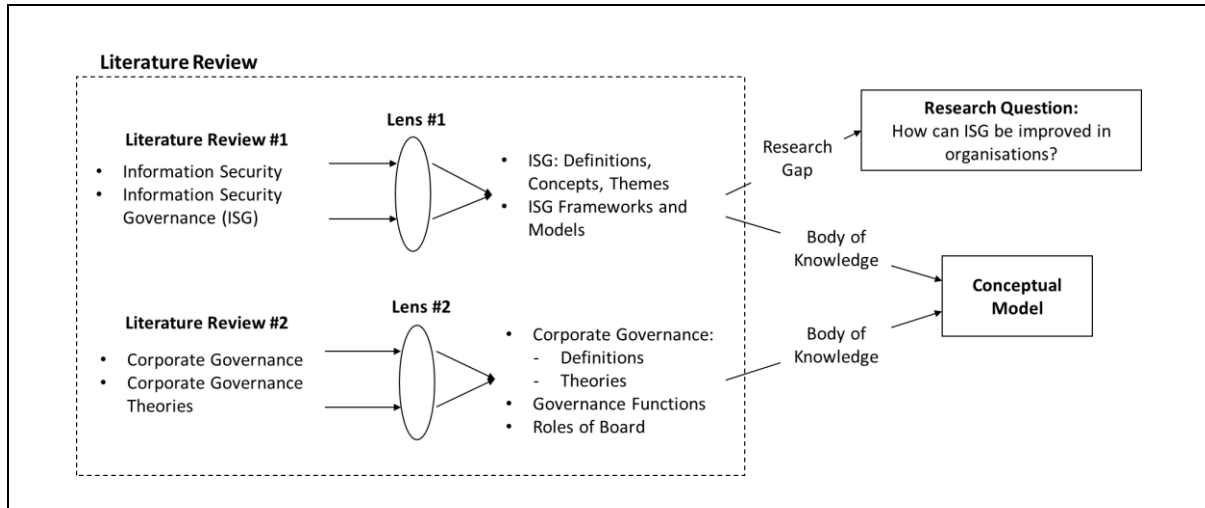 Literature Review
Literature Review #1
• Information Security
• Information Security
Governance (ISG)
Lens #1
• ISG: Definitions,
Concepts, Themes
• ISG Frameworks and
Models
Research
Gap
Research Question:
How can ISG be improved in
organisations?
Body of
Knowledge
Conceptual
Model
Literature Review #2
• Corporate Governance
• Corporate Governance
Theories
Lens #2
• Corporate Governance:
- Definitions
- Theories
• Governance Functions
• Roles of Board
Body of
Knowledge